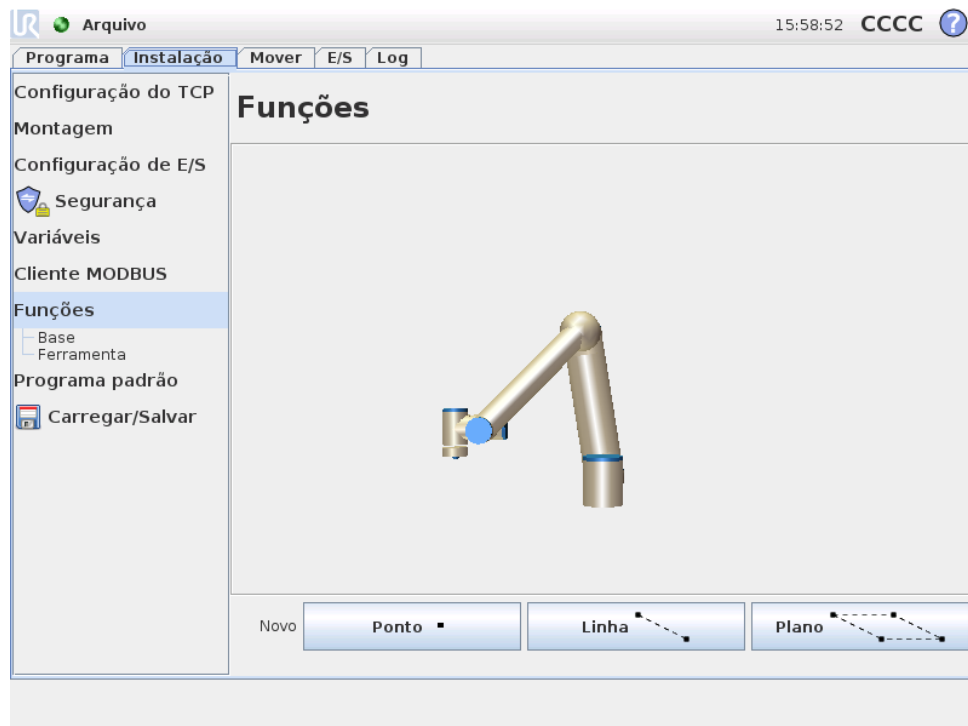 UR Arquivo 15:58:52 CCCC ?
Programa Instalação Mover E/S Log
Configuração do TCP
Montagem
Configuração de E/S
Segurança
Variáveis
Cliente MODBUS
Funções
Base
Ferramenta
Programa padrão
Carregar/Salvar
Funções
Novo Ponto Linha Plano